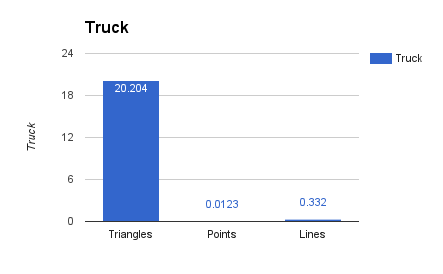 Truck
24
18
12
6
0
Truck
20.204
0.0123
0.332
Triangles
Points
Lines
Truck